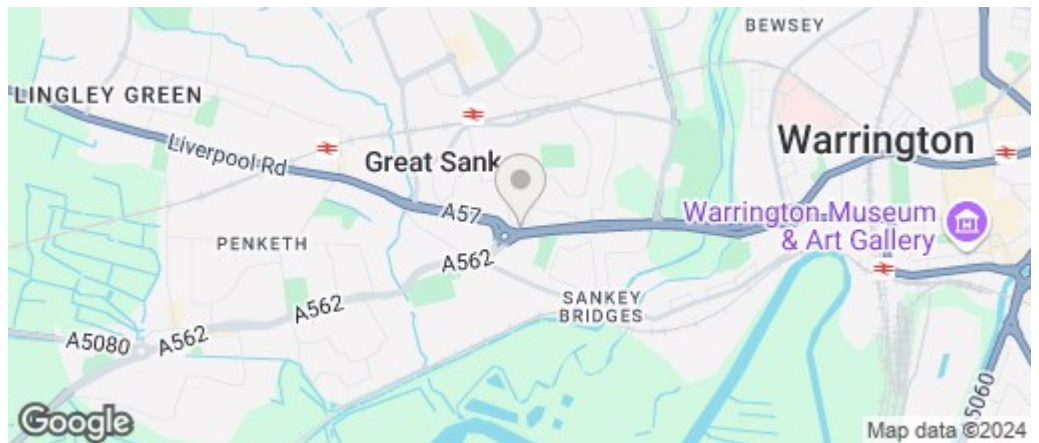 BEWSEY
LINGLEY GREEN
Warrington
Liverpool Rd
Great Sank
A57
Warrington Museum
& Art Gallery
PENKETH
A562
SANKEY
BRIDGES
A562
A562
A5080
5060
Google
Map data ©2024